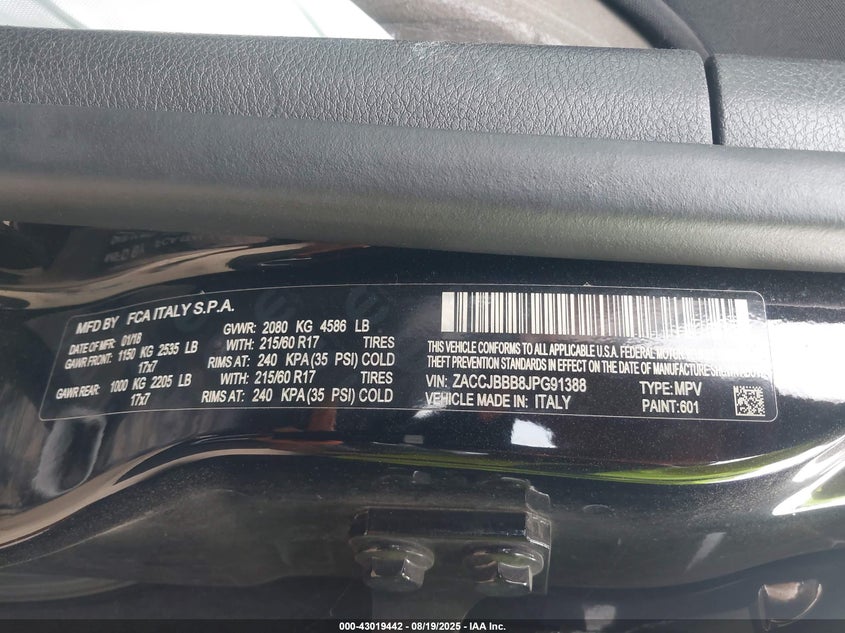 MFD BY FCA ITALY S.P.A.
DATE OF MFR: 01/18 GVWR: 2080 KG 4586 LB
GAWR FRONT: 1150 KG 2535 LB WITH: 215/60 R17 TIRES
17x7 RIMS AT: 240 KPA (35 PSI) COLD
GAWR REAR: 1000 KG 2205 LB WITH: 215/60 R17 TIRES
17x7 RIMS AT: 240 KPA (35 PSI) COLD
THIS VEHICLE CONFORMS TO ALL APPLICABLE U.S.A. FEDERAL MOTOR
THEFT PREVENTION STANDARDS IN EFFECT ON THE DATE OF MANUFACTURE
VIN: ZACCJBBB8JPG91388 TYPE: MPV
VEHICLE MADE IN: ITALY PAINT: 601
000-43019442 - 08/19/2025 - IAA Inc.